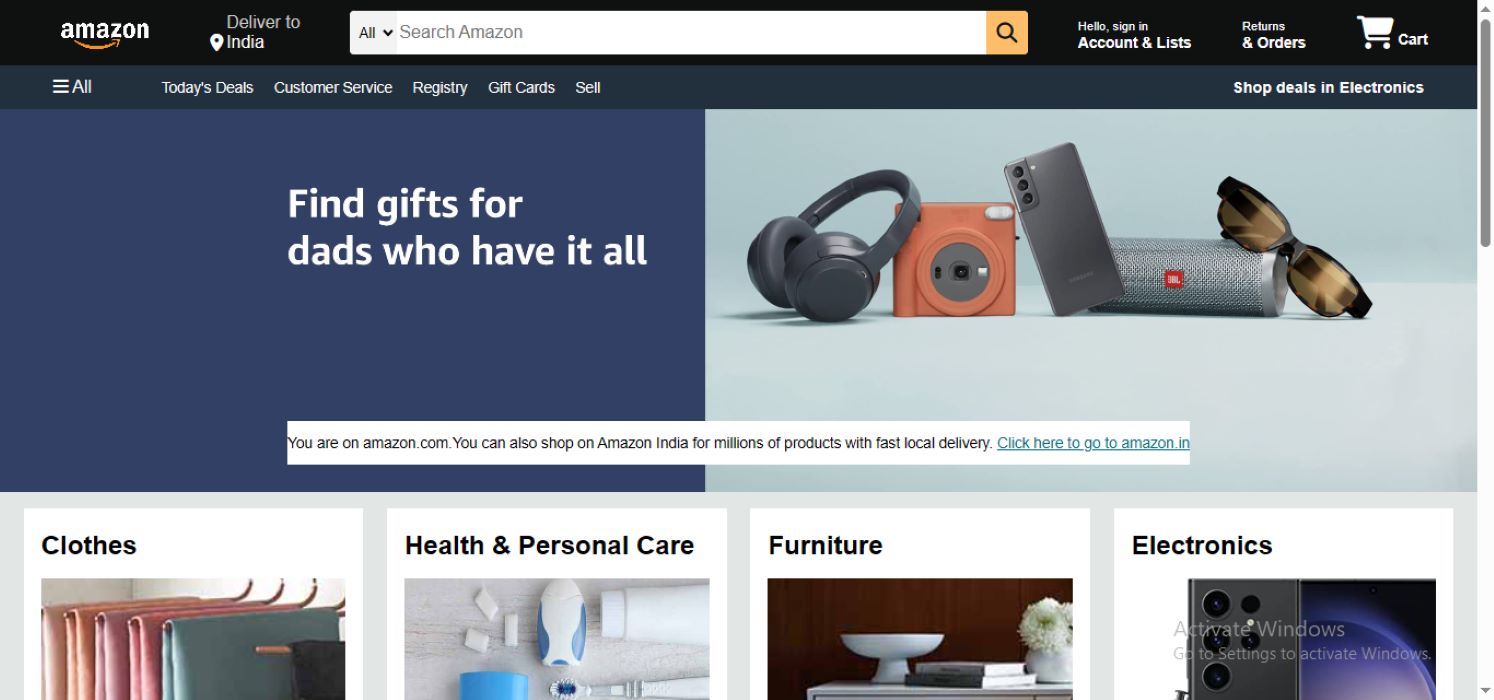 amazon
Deliver to
India
All
Search Amazon
Hello, sign in
Account & Lists
Returns
& Orders
Cart
All
Today's Deals
Customer Service
Registry
Gift Cards
Sell
Shop deals in Electronics
Find gifts for
dads who have it all
SAMSUNG
JBL
You are on amazon.com.You can also shop on Amazon India for millions of products with fast local delivery. Click here to go to amazon.in
Clothes
Health & Personal Care
Furniture
Electronics
Activate Windows
Go to Settings to activate Windows.